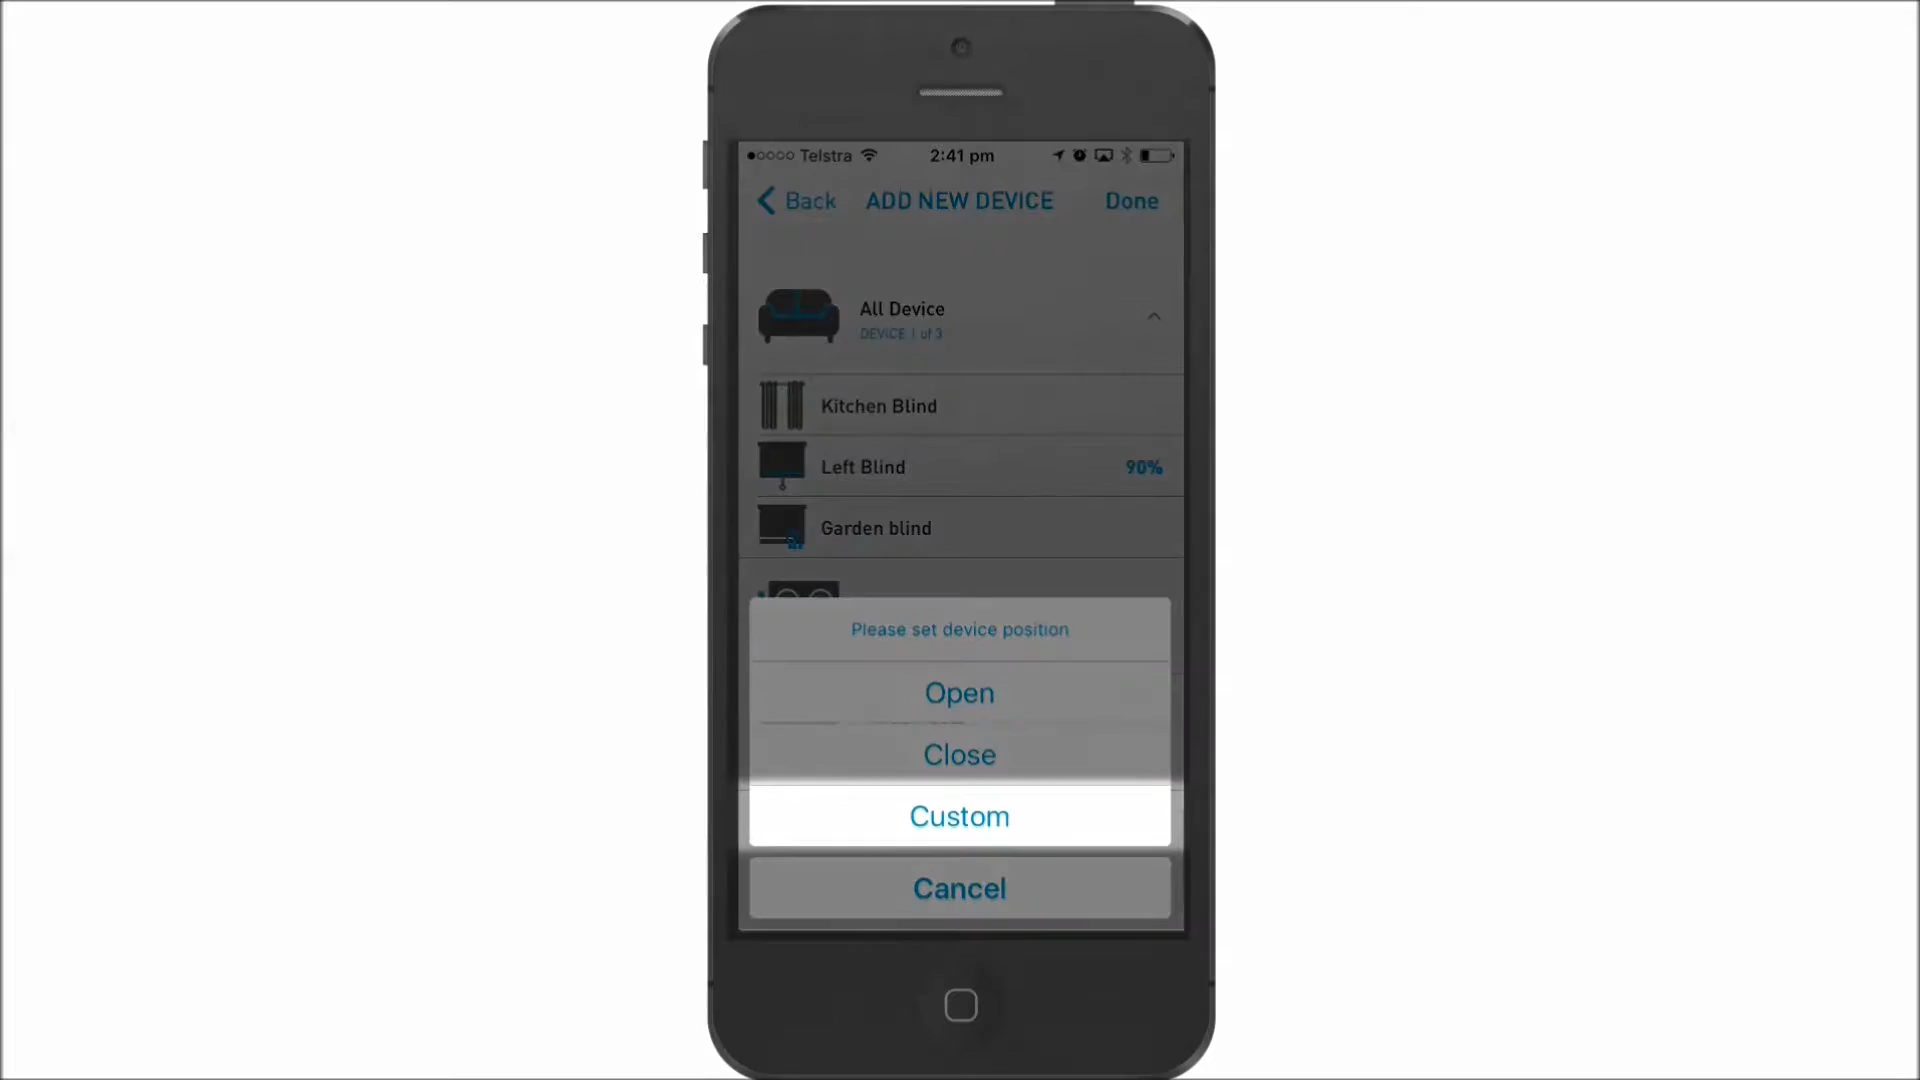 Telstra 2:41 pm
Back ADD NEW DEVICE Done
All Device
DEVICE 1 of 3
Kitchen Blind
Left Blind 90%
Garden blind
Please set device position
Open
Close
Custom
Cancel